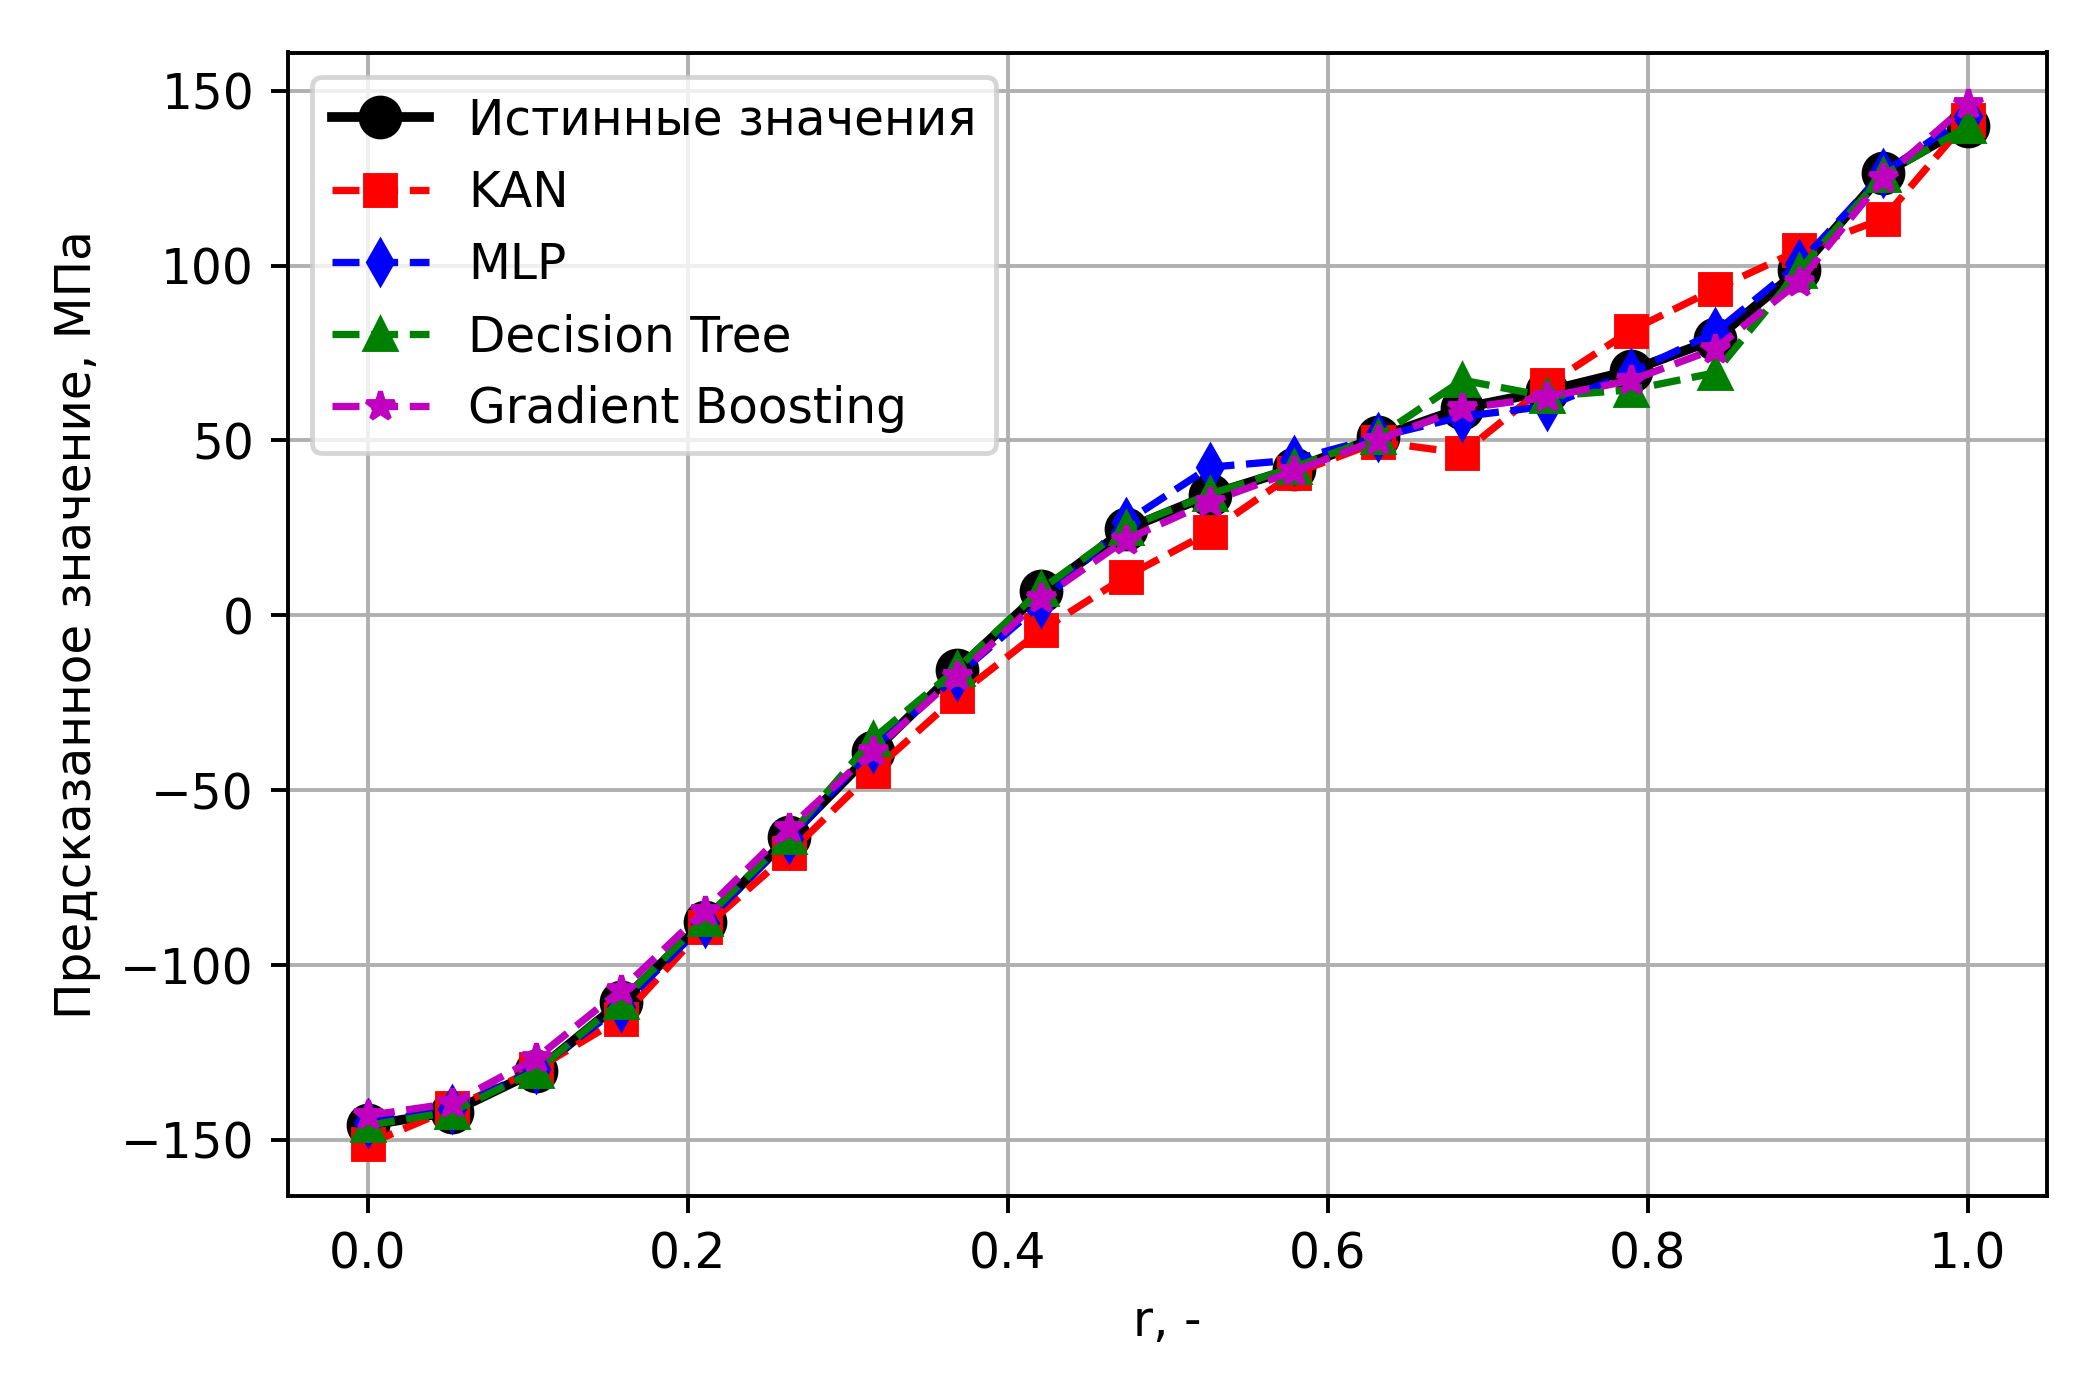 Предсказанное значение, МПа
150
100
50
0
−50
−100
−150
Истинные значения
KAN
MLP
Decision Tree
Gradient Boosting
0.0 0.2 0.4 0.6 0.8 1.0
r, -